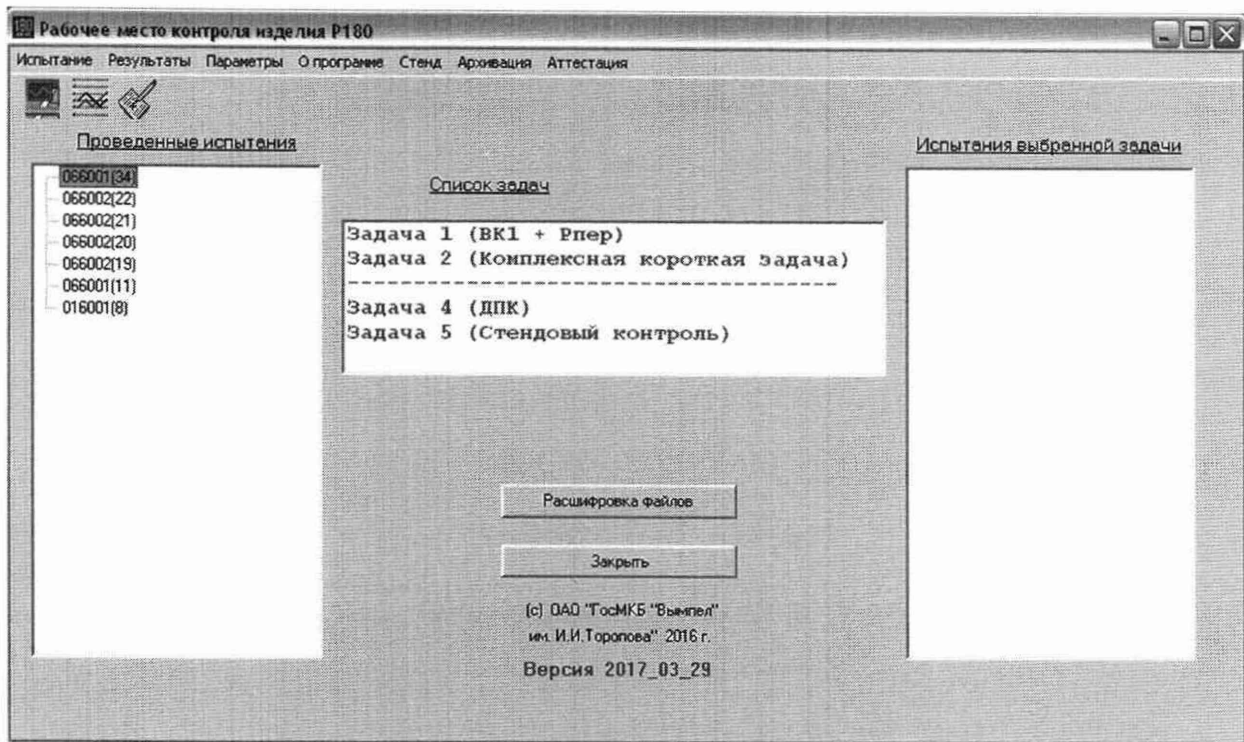 Рабочее место контроля изделия Р180
Испытание Результаты Параметры О программе Стенд Архивация Аттестация
Проведенные испытания
066001(34)
066002(22)
066002(21)
066002(20)
066002(19)
066001(11)
016001(8)
Список задач
Задача 1 (ВК1 + Рпер)
Задача 2 (Комплексная короткая задача)
-------------------------------------
Задача 4 (ДПК)
Задача 5 (Стендовый контроль)
Испытания выбранной задачи
Расшифровка файлов
Закрыть
(c) ОАО "ГосМКБ "Вымпел"
им. И.И.Торопова" 2016 г.
Версия 2017_03_29